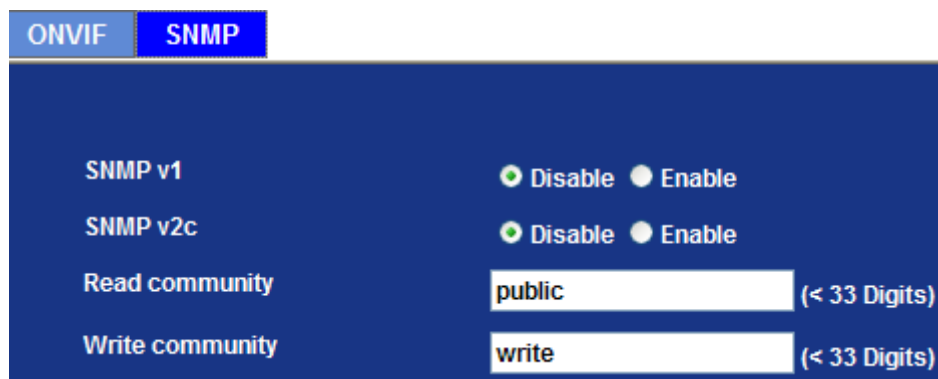 ONVIF SNMP
SNMP v1 Disable Enable
SNMP v2c Disable Enable
Read community public (< 33 Digits)
Write community write (< 33 Digits)